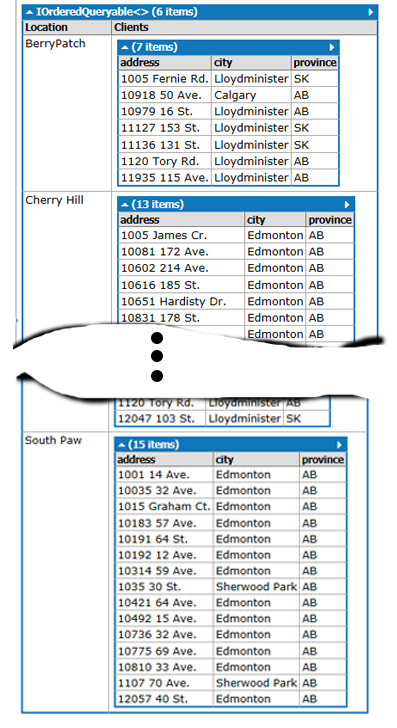 IOrderedQueryable<> (6 items)
Location Clients
BerryPatch
(7 items)
address city province
1005 Fernie Rd. Lloydminister SK
10918 50 Ave. Calgary AB
10979 16 St. Lloydminister AB
11127 153 St. Lloydminister SK
11136 131 St. Lloydminister SK
1120 Tory Rd. Lloydminister AB
11935 115 Ave. Lloydminister AB
Cherry Hill
(13 items)
address city province
1005 James Cr. Edmonton AB
10081 172 Ave. Edmonton AB
10602 214 Ave. Edmonton AB
10616 185 St. Edmonton AB
10651 Hardisty Dr. Edmonton AB
10831 178 St. Edmonton AB
Edmonton AB
AB
1120 Tory Rd. Lloydminister AB
12047 103 St. Lloydminister SK
South Paw
(15 items)
address city province
1001 14 Ave. Edmonton AB
10035 32 Ave. Edmonton AB
1015 Graham Ct. Edmonton AB
10183 57 Ave. Edmonton AB
10191 64 St. Edmonton AB
10192 12 Ave. Edmonton AB
10314 59 Ave. Edmonton AB
1035 30 St. Sherwood Park AB
10421 64 Ave. Edmonton AB
10492 15 Ave. Edmonton AB
10736 32 Ave. Edmonton AB
10775 69 Ave. Edmonton AB
10810 33 Ave. Edmonton AB
1107 70 Ave. Sherwood Park AB
12057 40 St. Edmonton AB